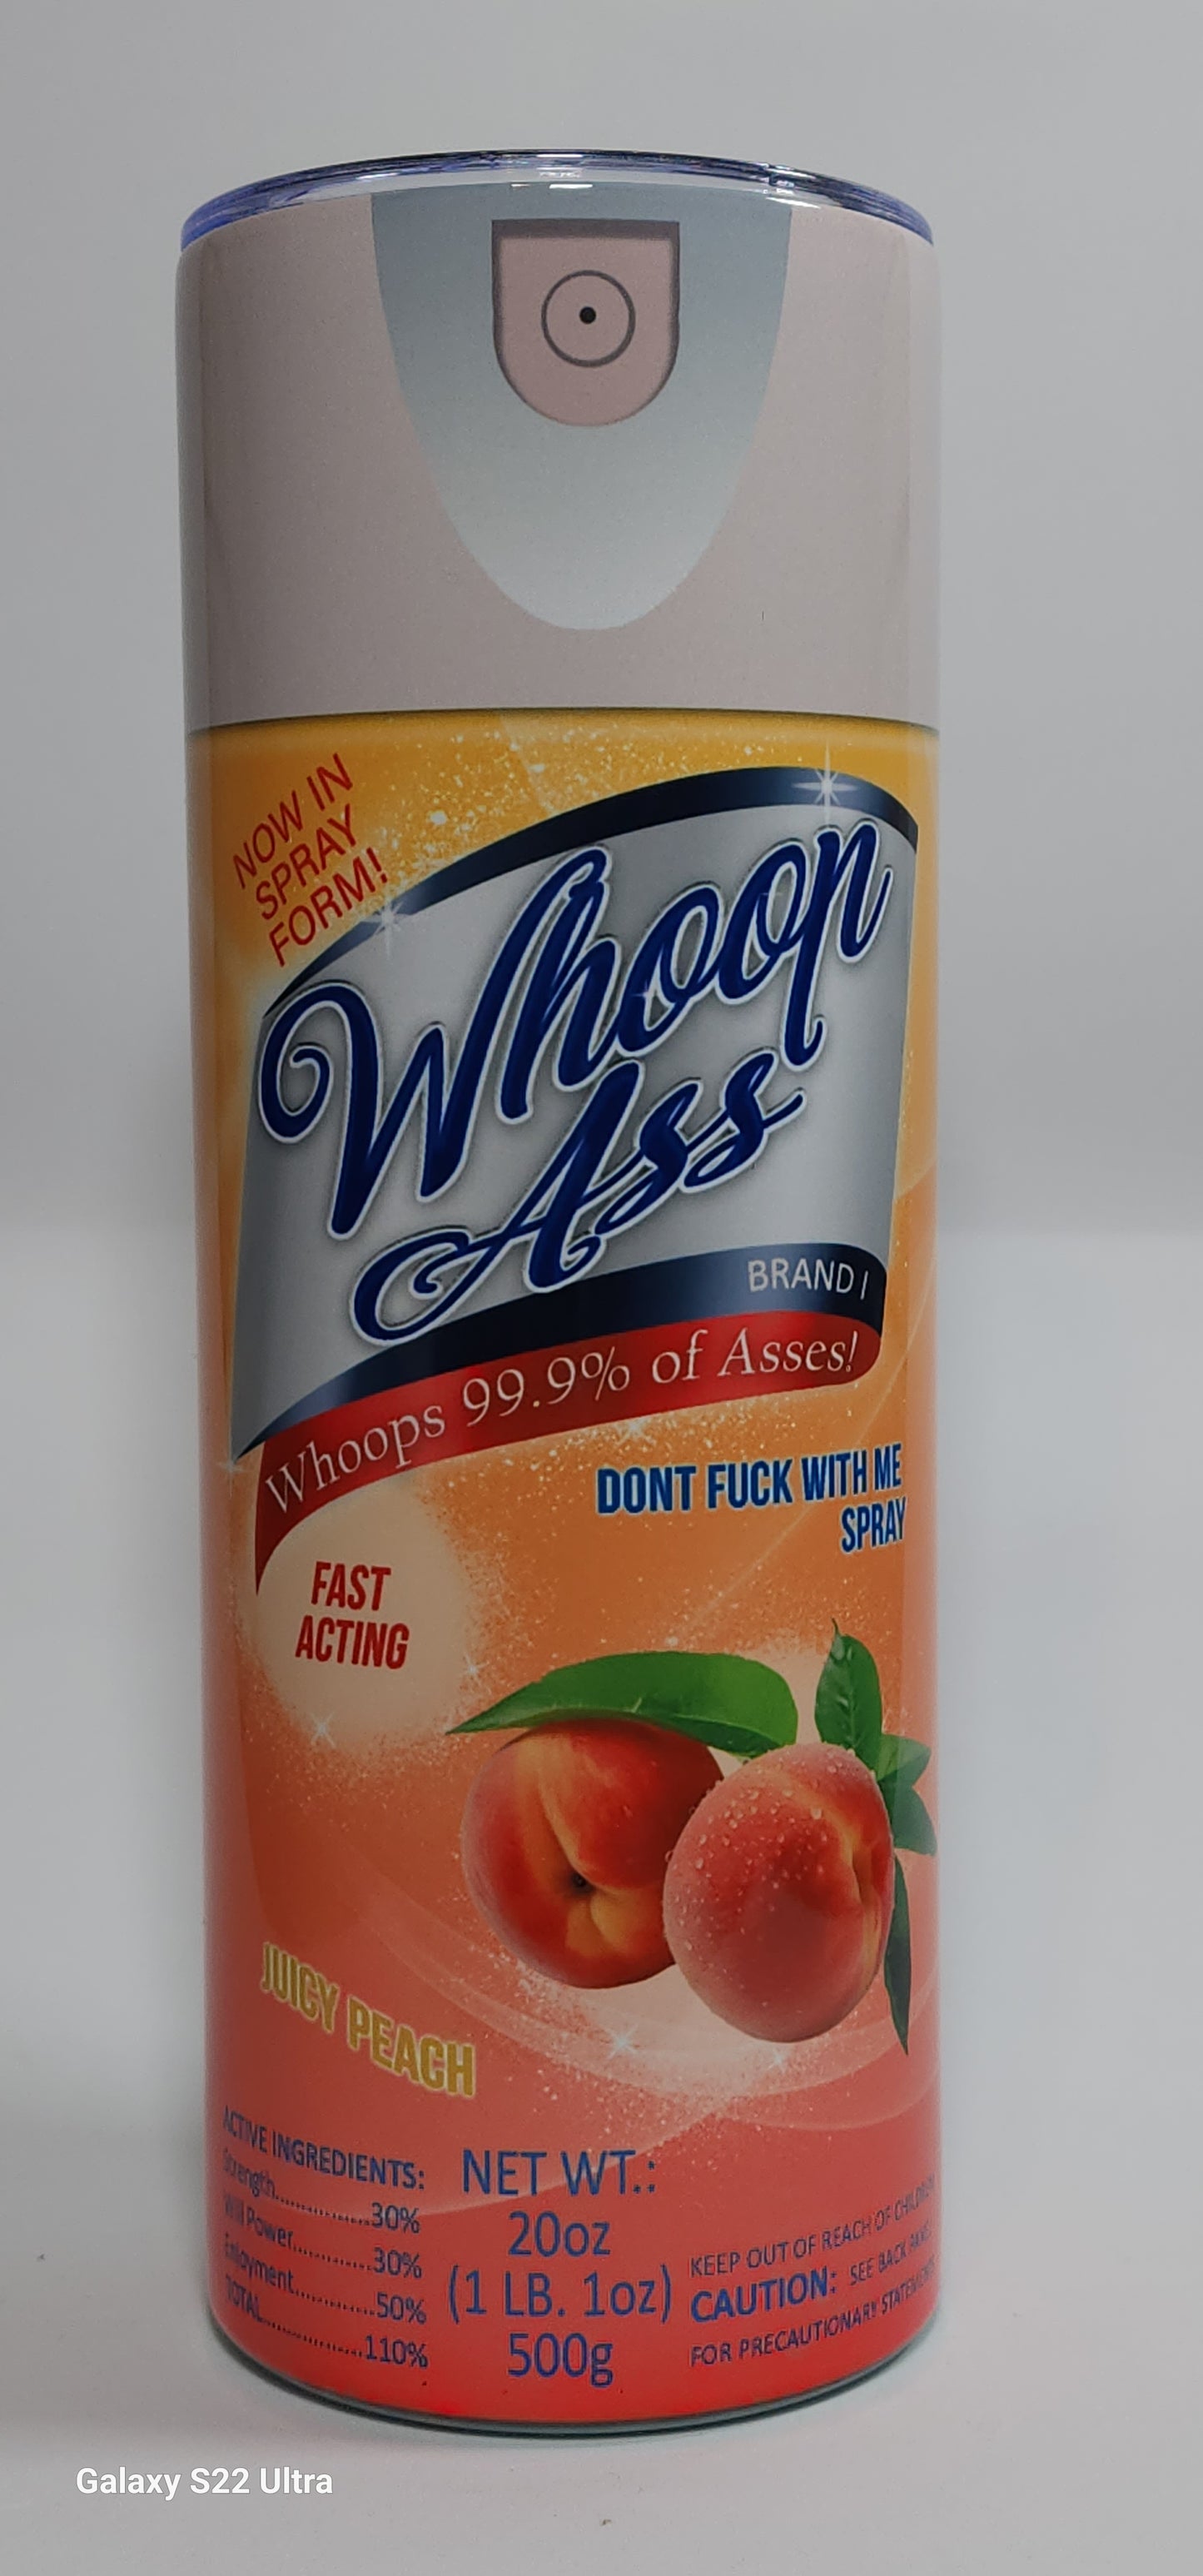 NOW IN
SPRAY
FORM!
Whoop
Ass
BRAND I
Whoops 99.9% of Asses!
DONT FUCK WITH ME
SPRAY
FAST
ACTING
JUICY PEACH
ACTIVE INGREDIENTS:
Strength....................30%
Will Power.................30%
Enjoyment.................50%
TOTAL......................110%
NET WT.:
20oz
(1 LB. 1oz)
500g
KEEP OUT OF REACH OF CHILDREN
CAUTION: SEE BACK PANEL
FOR PRECAUTIONARY STATEMENTS
Galaxy S22 Ultra